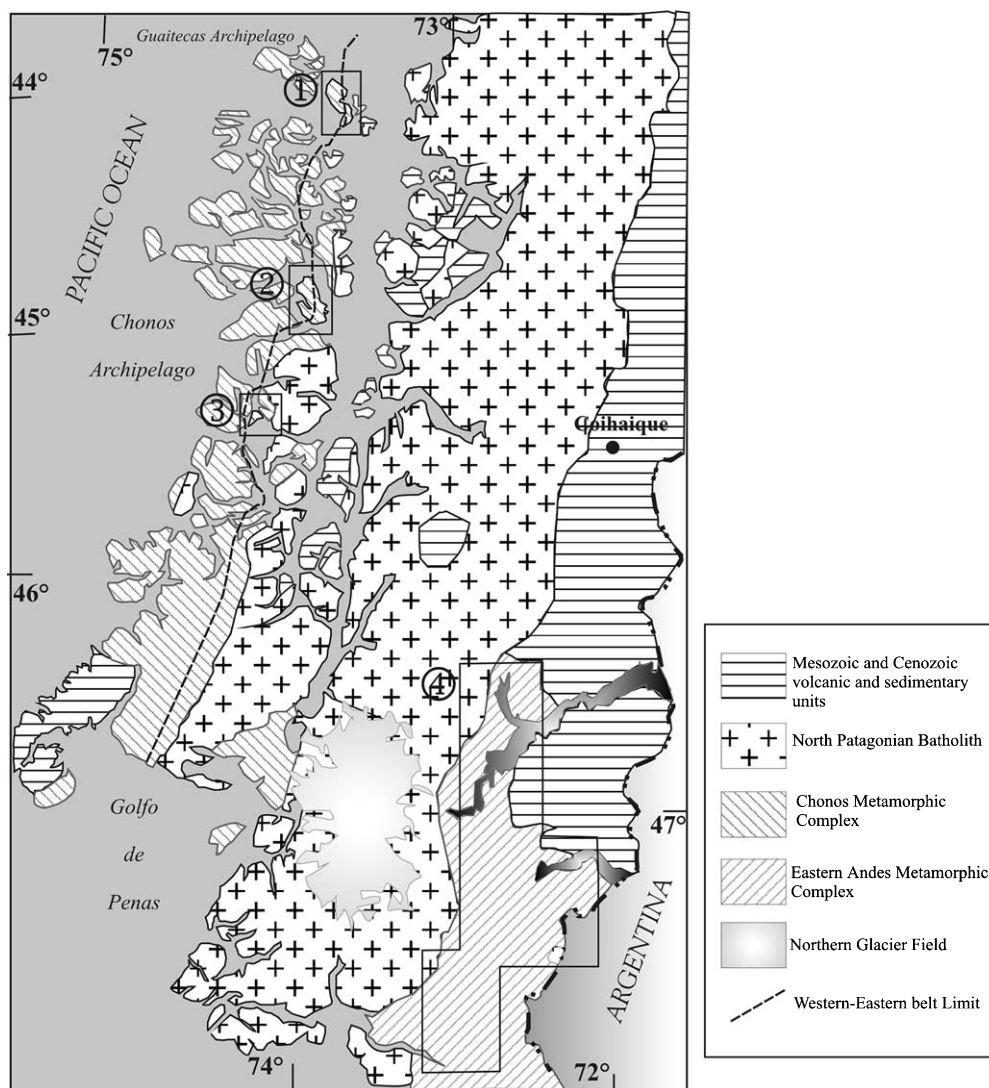 75°
Guaitecas Archipelago
73°
44°
1
PACIFIC OCEAN
2
45°
Chonos
Archipelago
3
Coihaique
46°
4
Golfo
de
Penas
47°
ARGENTINA
74°
72°
Mesozoic and Cenozoic
volcanic and sedimentary
units
North Patagonian Batholith
Chonos Metamorphic
Complex
Eastern Andes Metamorphic
Complex
Northern Glacier Field
Western-Eastern belt Limit